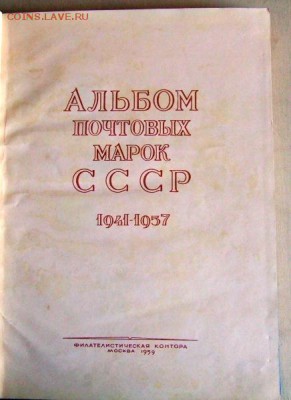 COINS.LAVE.RU
АЛЬБОМ
ПОЧТОВЫХ
МАРОК
СССР
1941-1957
ФИЛАТЕЛИСТИЧЕСКАЯ КОНТОРА
МОСКВА 1959